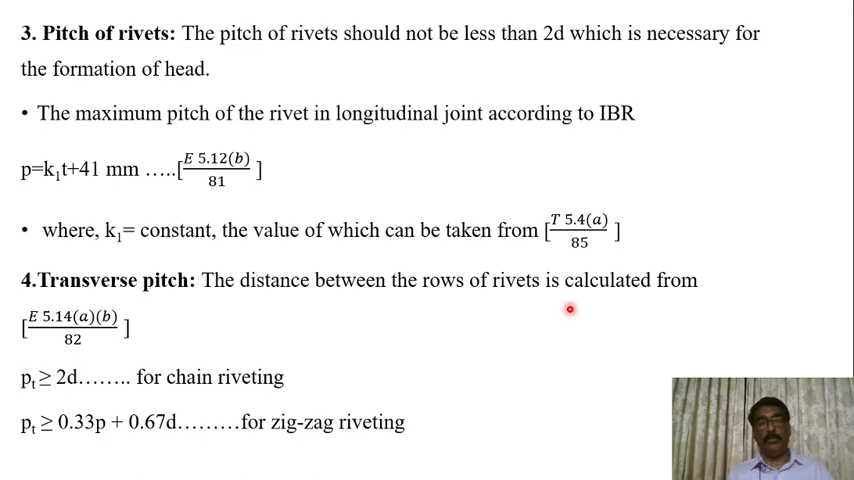 3. Pitch of rivets: The pitch of rivets should not be less than 2d which is necessary for
the formation of head.
• The maximum pitch of the rivet in longitudinal joint according to IBR
p=k₁t+41 mm …..[E 5.12(b)/81 ]
• where, k₁= constant, the value of which can be taken from [T 5.4(a)/85 ]
4.Transverse pitch: The distance between the rows of rivets is calculated from
[E 5.14(a)(b)/82 ]
pₜ ≥ 2d…….. for chain riveting
pₜ ≥ 0.33p + 0.67d………for zig-zag riveting